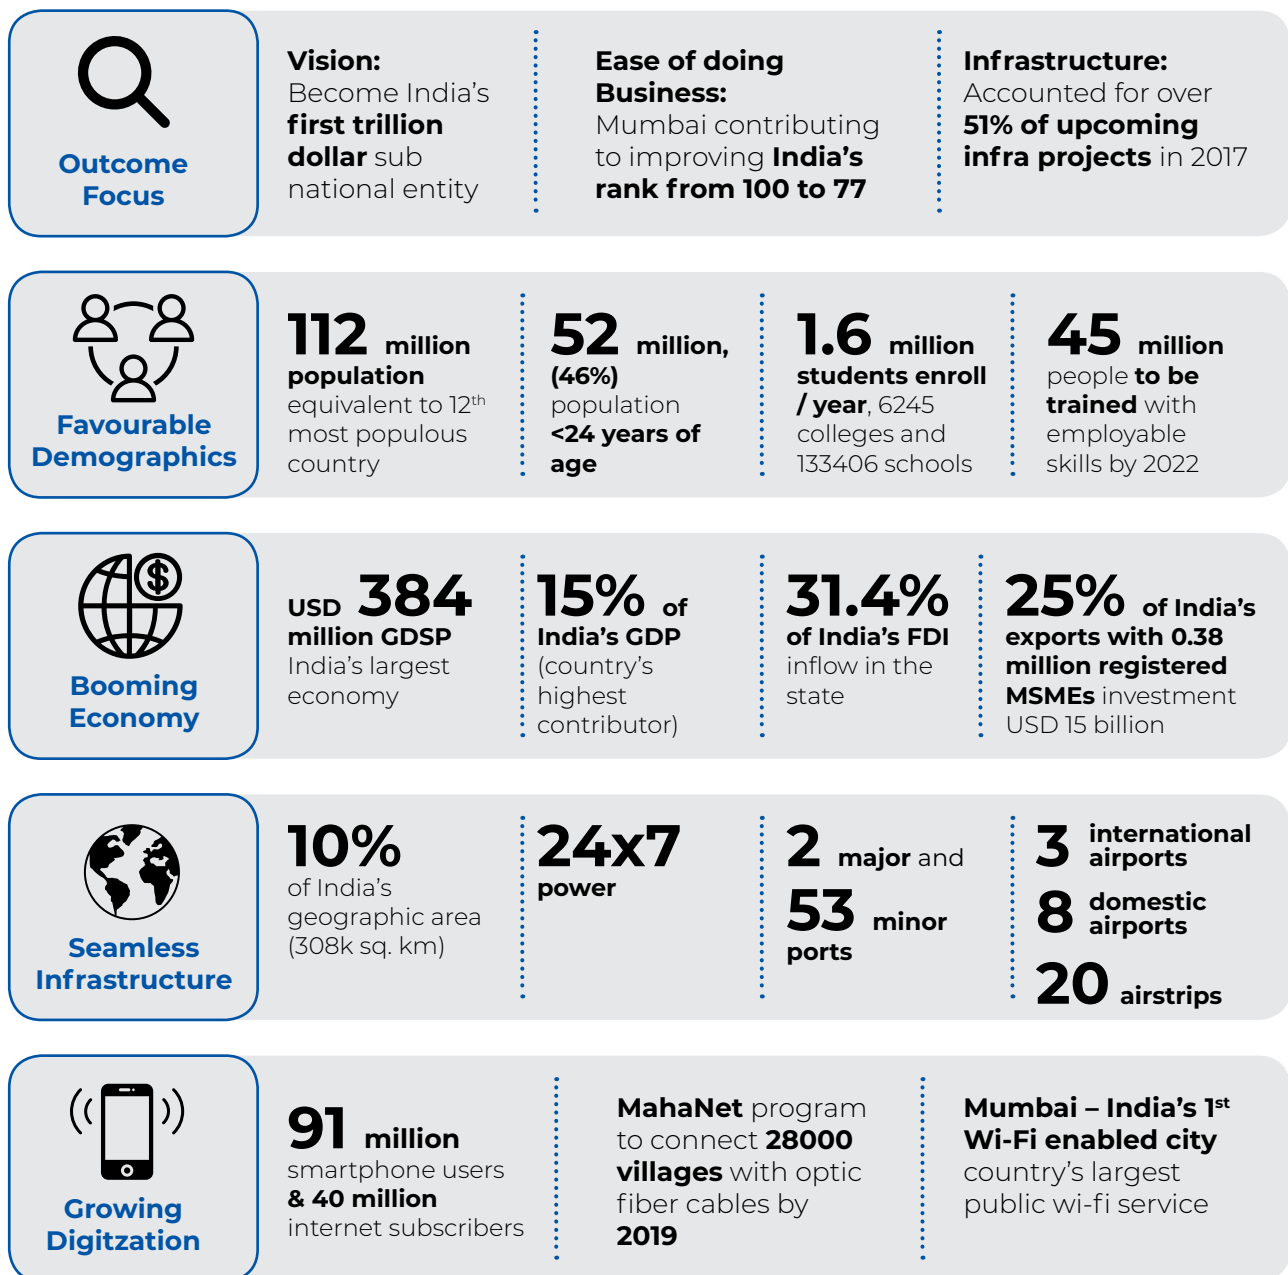 Outcome
Focus
Vision:
Become India’s
first trillion
dollar sub
national entity
Ease of doing
Business:
Mumbai contributing
to improving India’s
rank from 100 to 77
Infrastructure:
Accounted for over
51% of upcoming
infra projects in 2017
Favourable
Demographics
112 million
population
equivalent to 12th
most populous
country
52 million,
(46%)
population
<24 years of
age
1.6 million
students enroll
/ year, 6245
colleges and
133406 schools
45 million
people to be
trained with
employable
skills by 2022
Booming
Economy
USD 384
million GDSP
India’s largest
economy
15% of
India’s GDP
(country’s
highest
contributor)
31.4%
of India’s FDI
inflow in the
state
25% of India’s
exports with 0.38
million registered
MSMEs investment
USD 15 billion
Seamless
Infrastructure
10%
of India’s
geographic area
(308k sq. km)
24x7
power
2 major and
53 minor
ports
3 international
airports
8 domestic
airports
20 airstrips
Growing
Digitzation
91 million
smartphone users
& 40 million
internet subscribers
MahaNet program
to connect 28000
villages with optic
fiber cables by
2019
Mumbai – India’s 1st
Wi-Fi enabled city
country’s largest
public wi-fi service